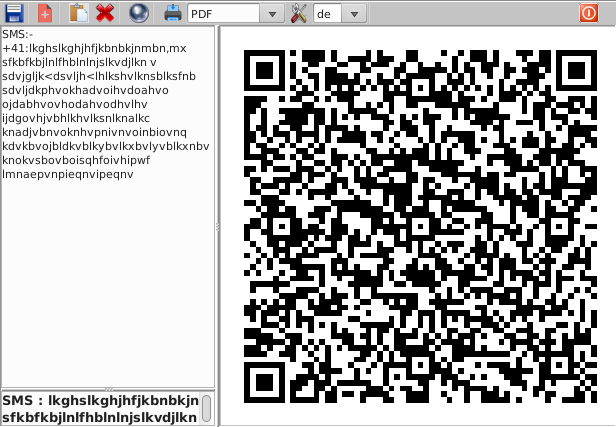 PDF
de
SMS:-
+41:lkghslkghjhfjkbnbkjnmbn,mx
sfkbfkbjlnlfhblnlnjslkvdjlkn v
sdvjgljk<dsvljh<lhlkshvlknsblksfnb
sdvljdkphvokhadvoihvdoahvo
ojdabhvovhodahvodhvlhv
ijdgovhjvbhlkhvlksnlknalkc
knadjvbnvoknhvpnivnvoinbiovnq
kdvkbvojbldkvblkybvlkxbvlyvblkxnbv
knokvsbovboisqhfoivhipwf
lmnaepvnpieqnvipeqnv
SMS : lkghslkghjhfjkbnbkjn
sfkbfkbjlnlfhblnlnjslkvdjlkn